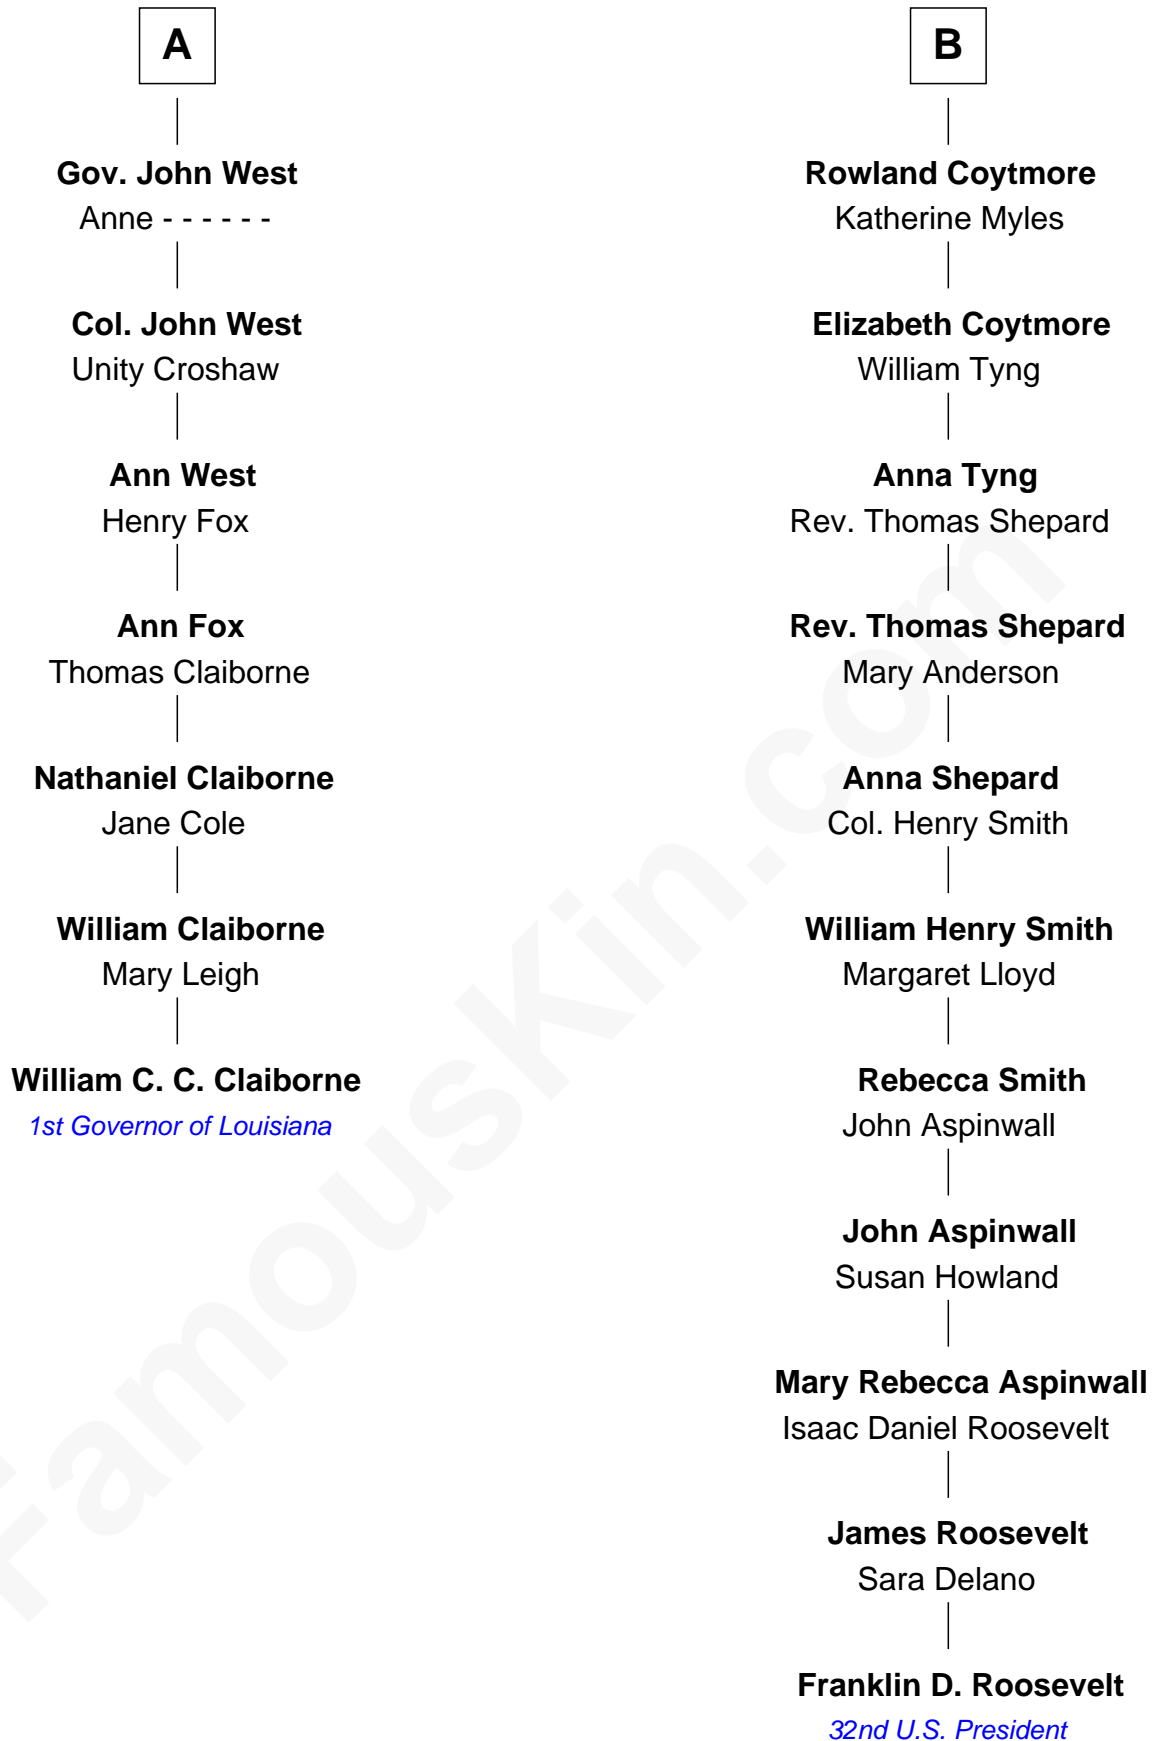 A
Gov. John West
Anne - - - - - -
Col. John West
Unity Croshaw
Ann West
Henry Fox
Ann Fox
Thomas Claiborne
Nathaniel Claiborne
Jane Cole
William Claiborne
Mary Leigh
William C. C. Claiborne
1st Governor of Louisiana
B
Rowland Coytmore
Katherine Myles
Elizabeth Coytmore
William Tyng
Anna Tyng
Rev. Thomas Shepard
Rev. Thomas Shepard
Mary Anderson
Anna Shepard
Col. Henry Smith
William Henry Smith
Margaret Lloyd
Rebecca Smith
John Aspinwall
John Aspinwall
Susan Howland
Mary Rebecca Aspinwall
Isaac Daniel Roosevelt
James Roosevelt
Sara Delano
Franklin D. Roosevelt
32nd U.S. President
FamousKin.com